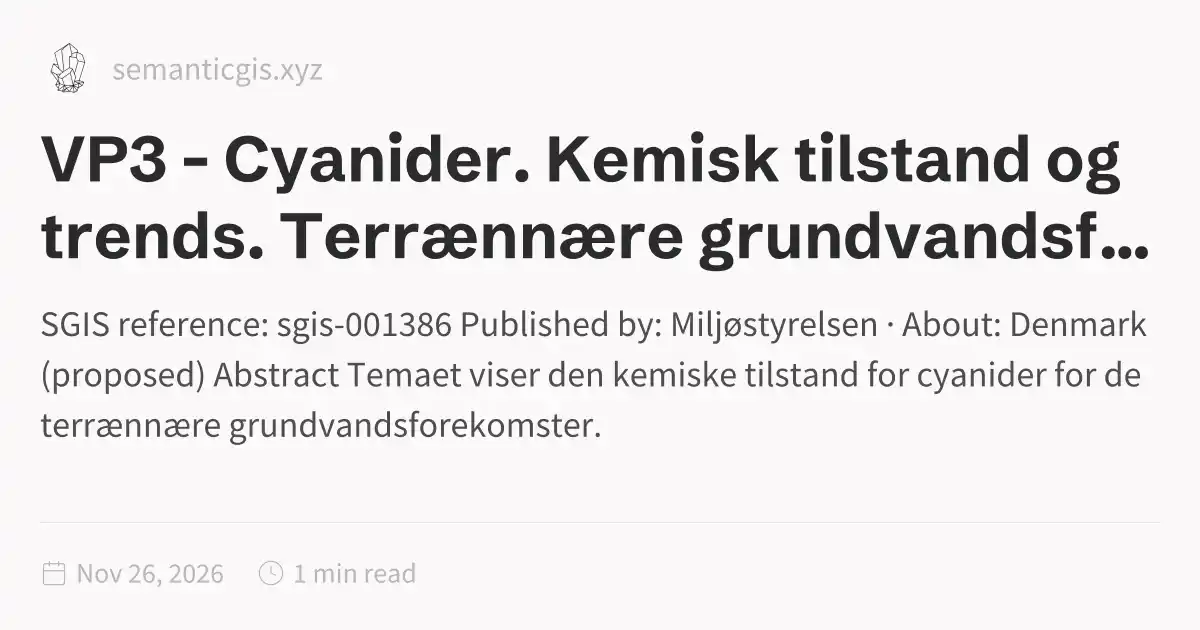 semanticgis.xyz
VP3 - Cyanider. Kemisk tilstand og
trends. Terrænnære grundvandsf...
SGIS reference: sgis-001386 Published by: Miljøstyrelsen · About: Denmark
(proposed) Abstract Temaet viser den kemiske tilstand for cyanider for de
terrænnære grundvandsforekomster.
Nov 26, 2026 1 min read